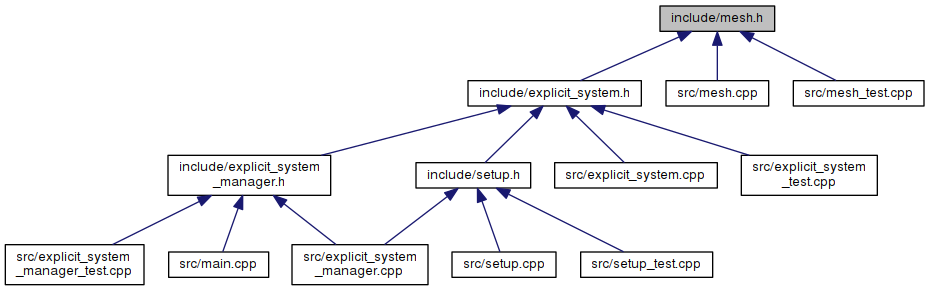 include/mesh.h
include/explicit_system.h
src/mesh.cpp
src/mesh_test.cpp
include/explicit_system
_manager.h
include/setup.h
src/explicit_system.cpp
src/explicit_system
_test.cpp
src/explicit_system
_manager_test.cpp
src/main.cpp
src/explicit_system
_manager.cpp
src/setup.cpp
src/setup_test.cpp